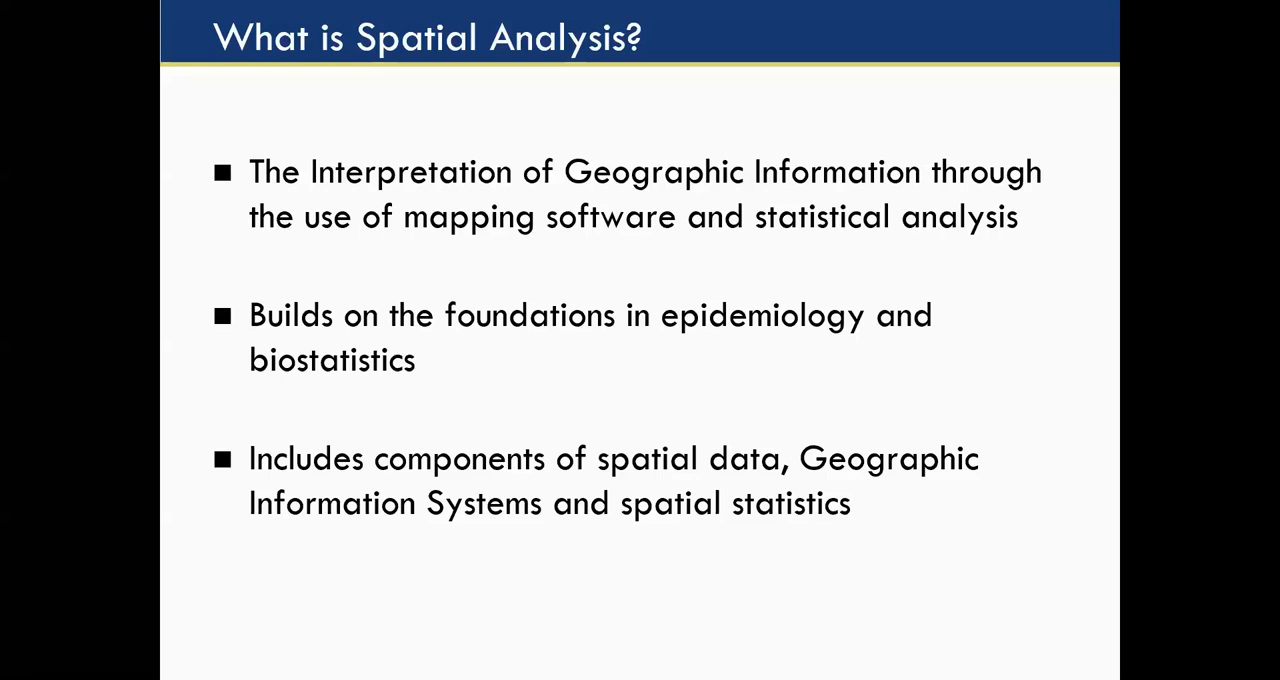 What is Spatial Analysis?
■ The Interpretation of Geographic Information through
the use of mapping software and statistical analysis
■ Builds on the foundations in epidemiology and
biostatistics
■ Includes components of spatial data, Geographic
Information Systems and spatial statistics